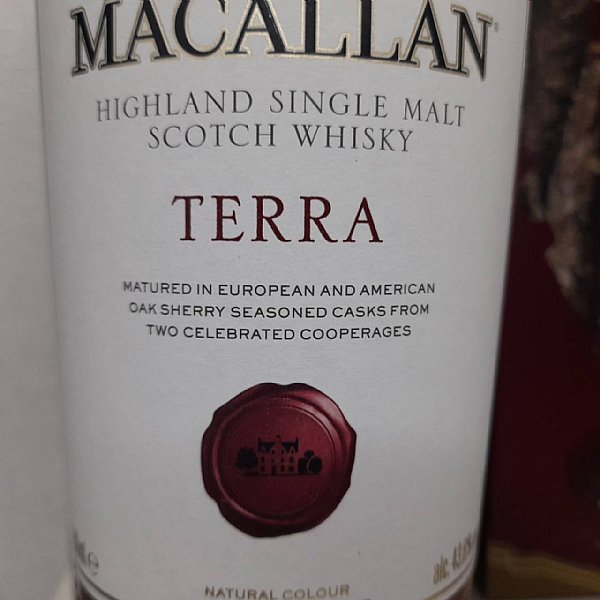 MACALLAN
HIGHLAND SINGLE MALT
SCOTCH WHISKY
TERRA
MATURED IN EUROPEAN AND AMERICAN
OAK SHERRY SEASONED CASKS FROM
TWO CELEBRATED COOPERAGES
alc.
NATURAL COLOUR